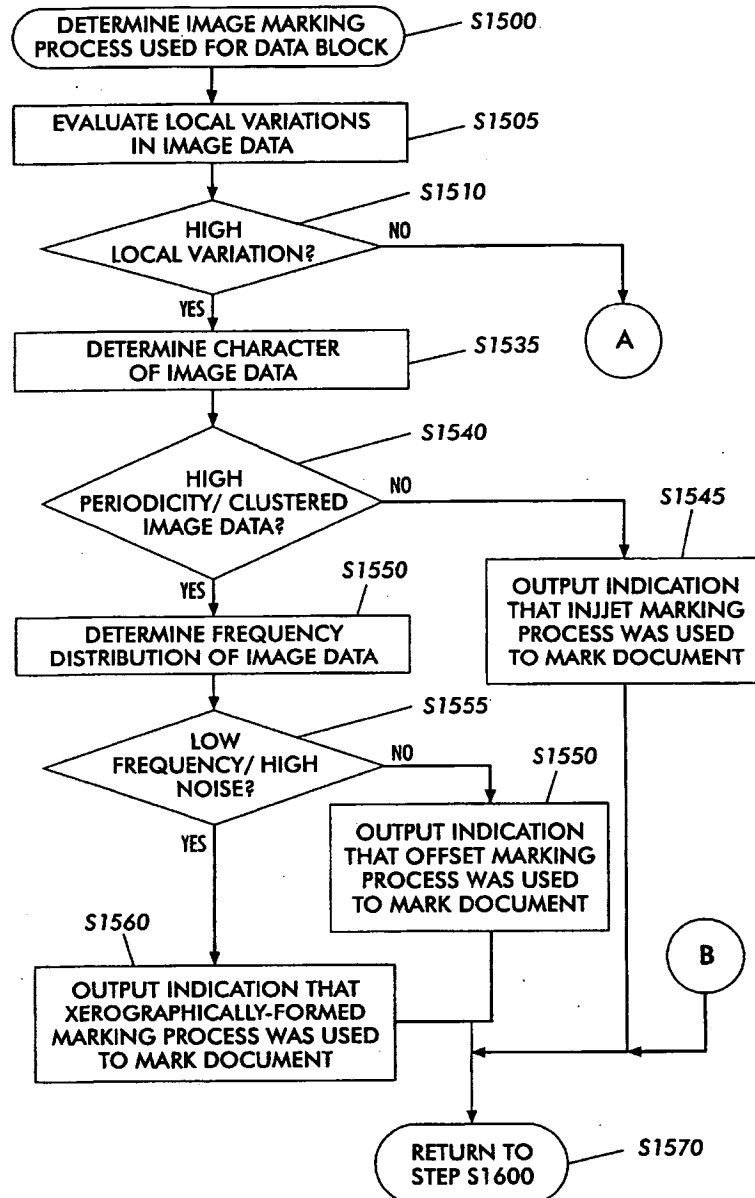 DETERMINE IMAGE MARKING
PROCESS USED FOR DATA BLOCK
S1500
EVALUATE LOCAL VARIATIONS
IN IMAGE DATA
S1505
S1510
HIGH
LOCAL VARIATION?
NO
YES
A
DETERMINE CHARACTER
OF IMAGE DATA
S1535
S1540
HIGH
PERIODICITY/ CLUSTERED
IMAGE DATA?
NO
YES
S1545
OUTPUT INDICATION
THAT INJJET MARKING
PROCESS WAS USED
TO MARK DOCUMENT
S1550
DETERMINE FREQUENCY
DISTRIBUTION OF IMAGE DATA
S1555
LOW
FREQUENCY/ HIGH
NOISE?
NO
YES
S1550
OUTPUT INDICATION
THAT OFFSET MARKING
PROCESS WAS USED
TO MARK DOCUMENT
S1560
OUTPUT INDICATION THAT
XEROGRAPHICALLY-FORMED
MARKING PROCESS WAS USED
TO MARK DOCUMENT
B
RETURN TO
STEP S1600
S1570